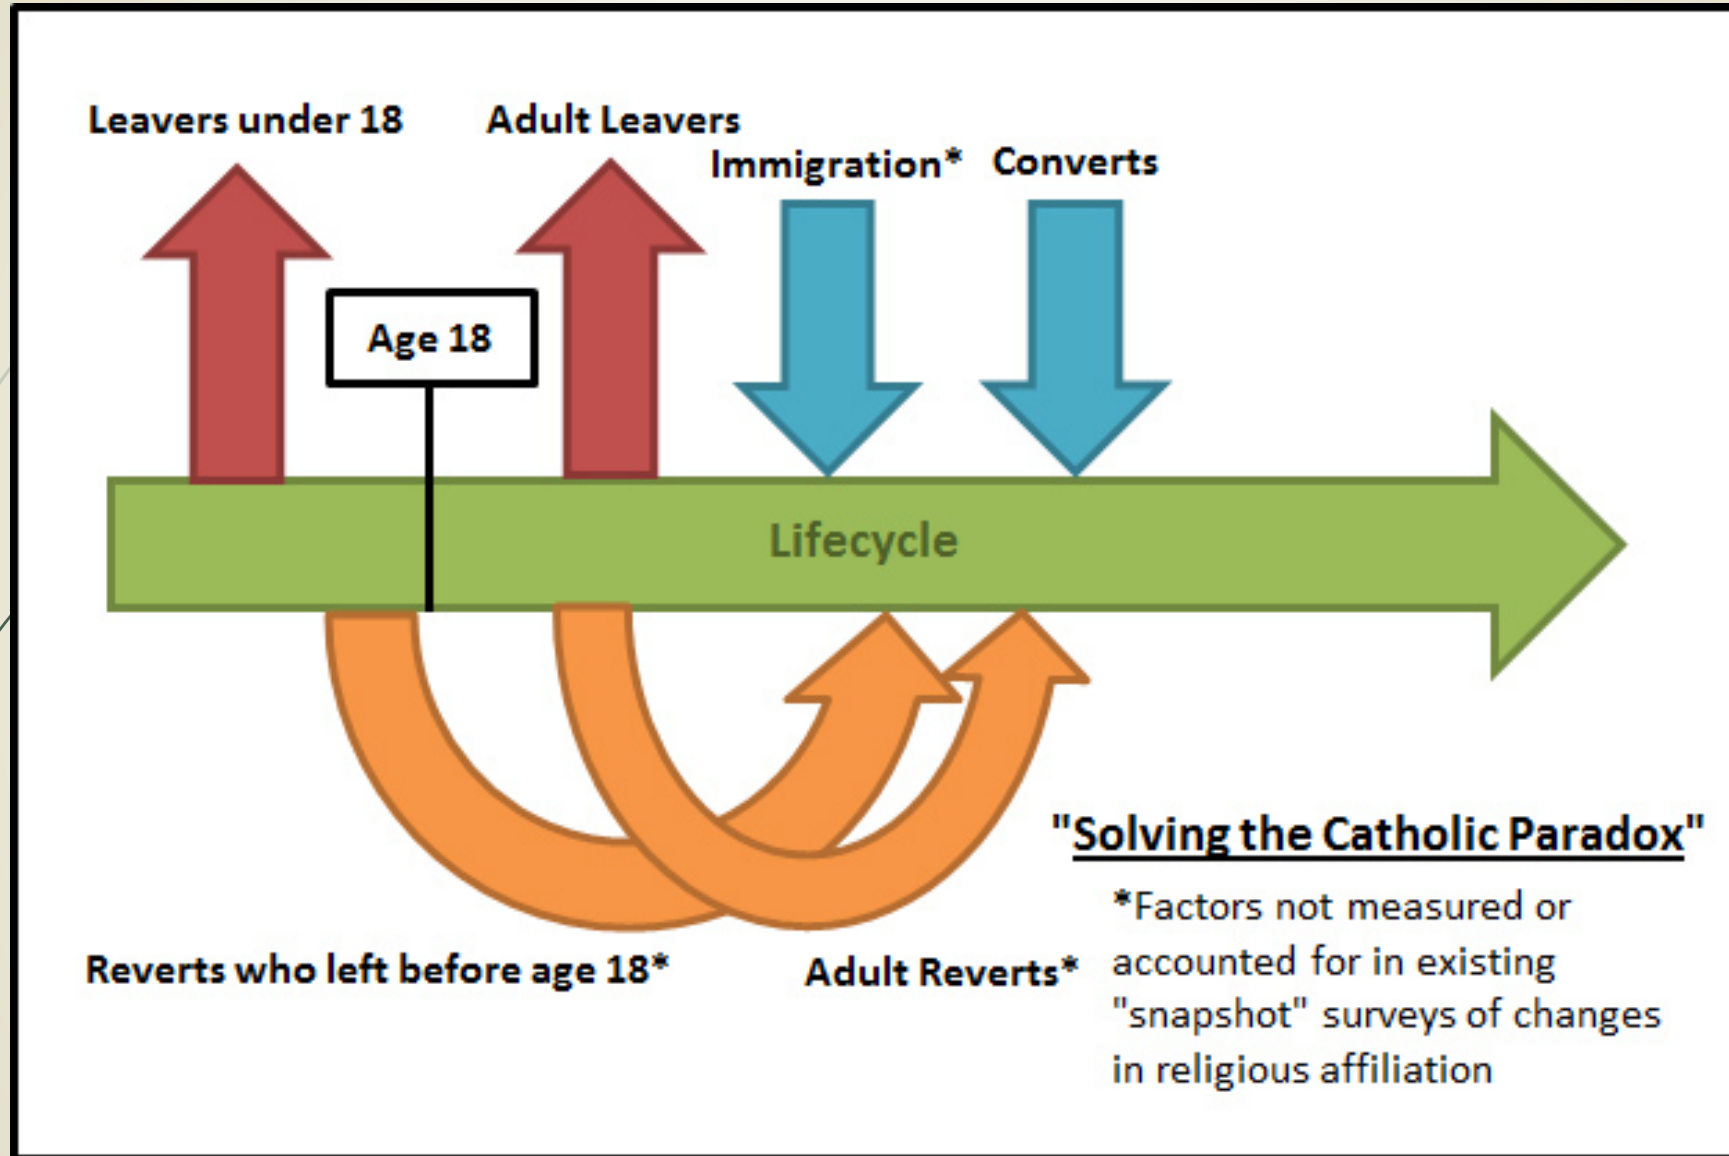 Leavers under 18
Adult Leavers
Immigration*
Converts
Age 18
Lifecycle
Reverts who left before age 18*
Adult Reverts*
"Solving the Catholic Paradox"
*Factors not measured or
accounted for in existing
"snapshot" surveys of changes
in religious affiliation